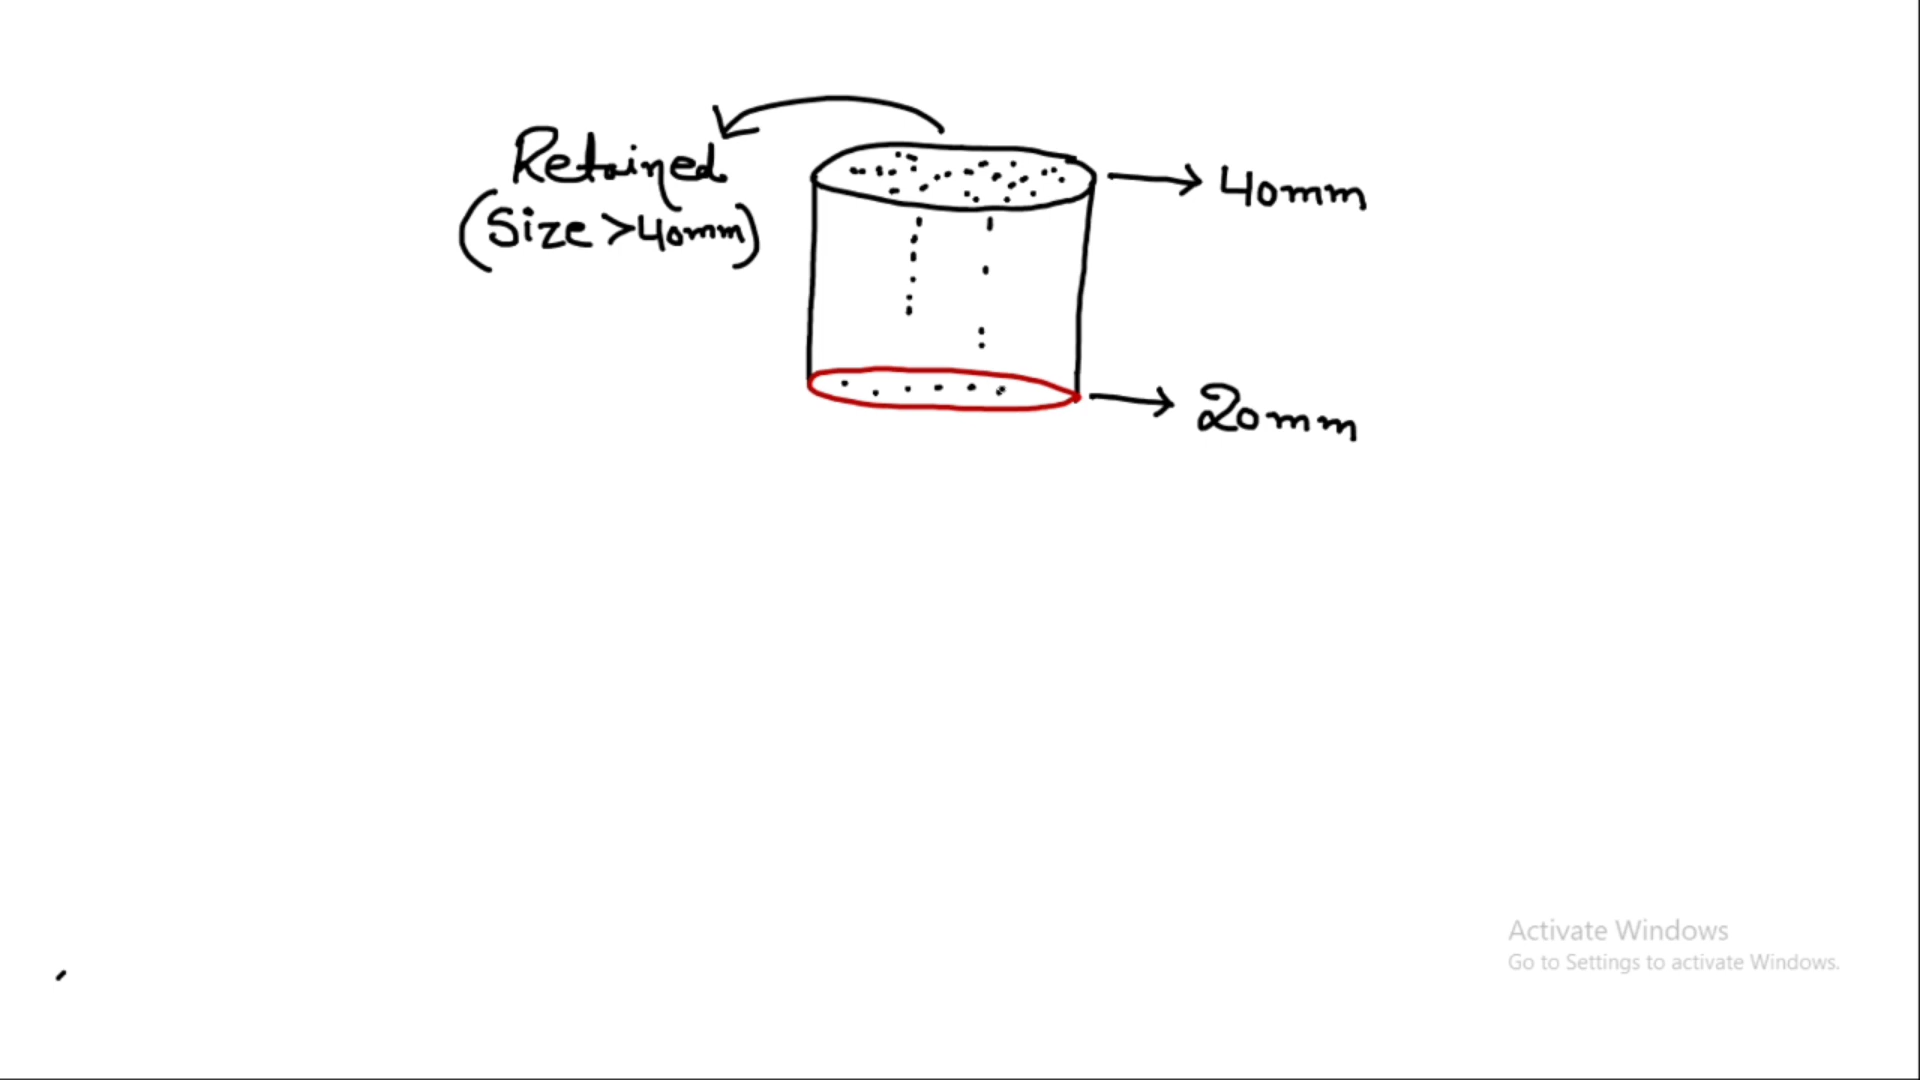 Retained
(Size >40mm)
40mm
20mm
Activate Windows
Go to Settings to activate Windows.